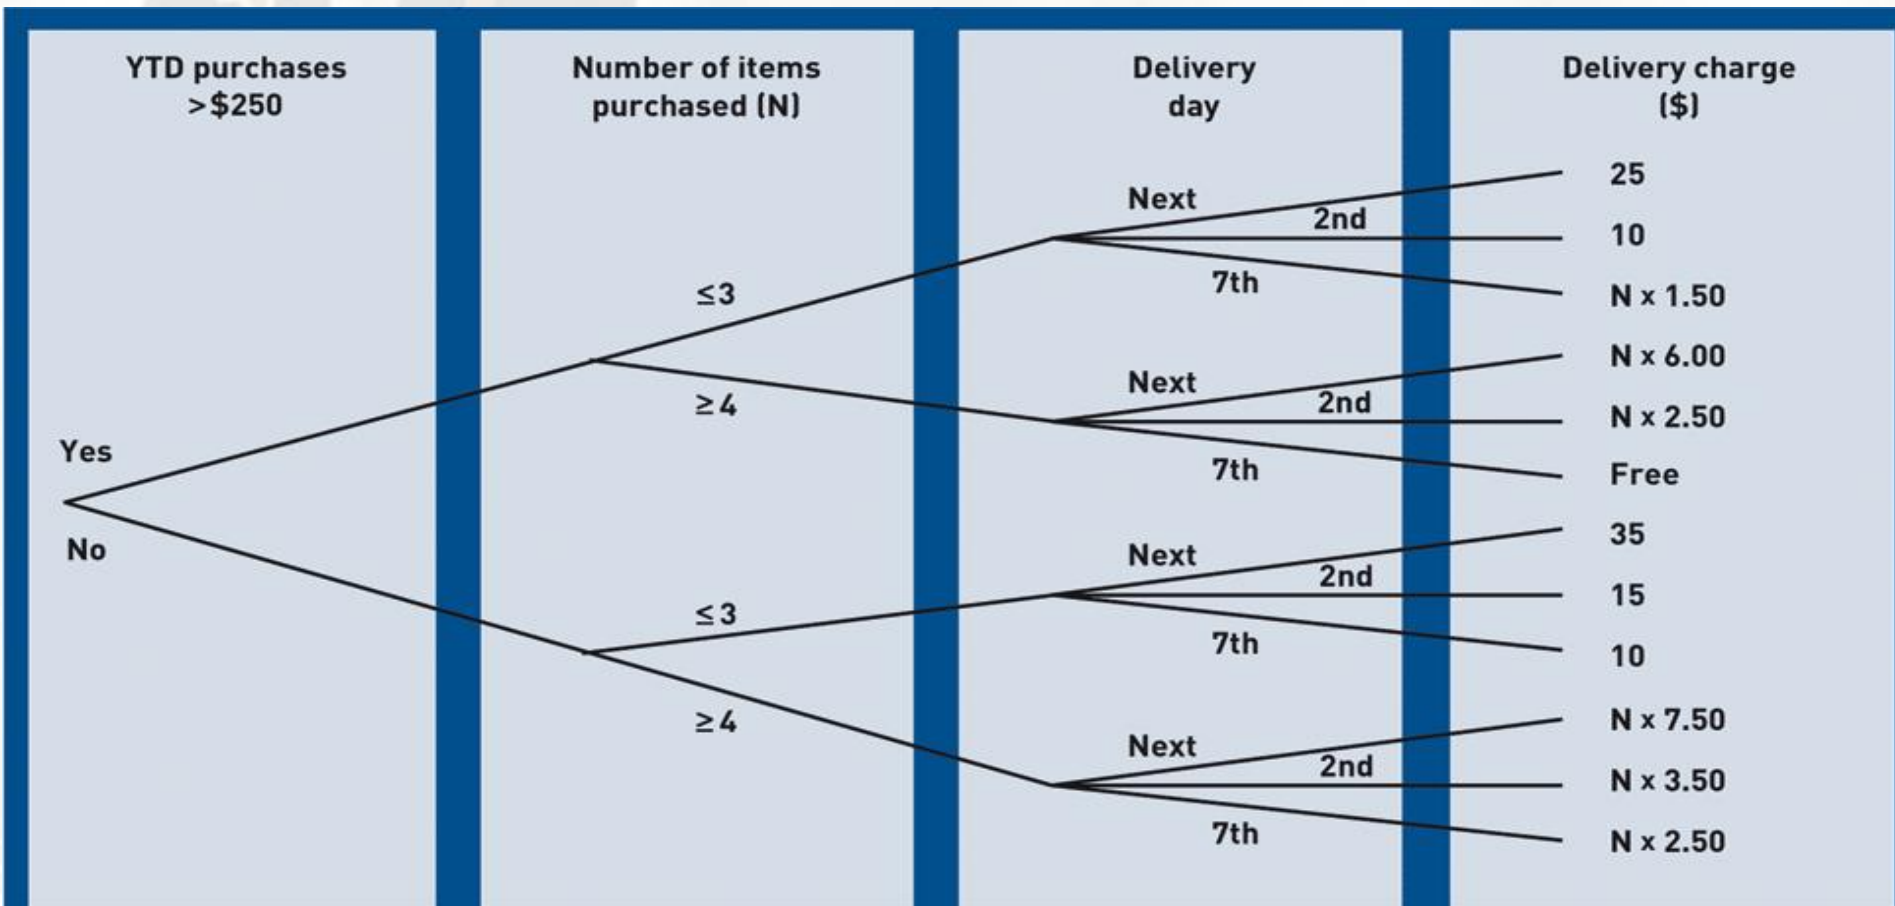 YTD purchases
>$250
Number of items
purchased (N)
Delivery
day
Delivery charge
($)
Yes
No
≤3
≥4
≤3
≥4
Next
2nd
7th
Next
2nd
7th
Next
2nd
7th
Next
2nd
7th
25
10
N x 1.50
N x 6.00
N x 2.50
Free
35
15
10
N x 7.50
N x 3.50
N x 2.50